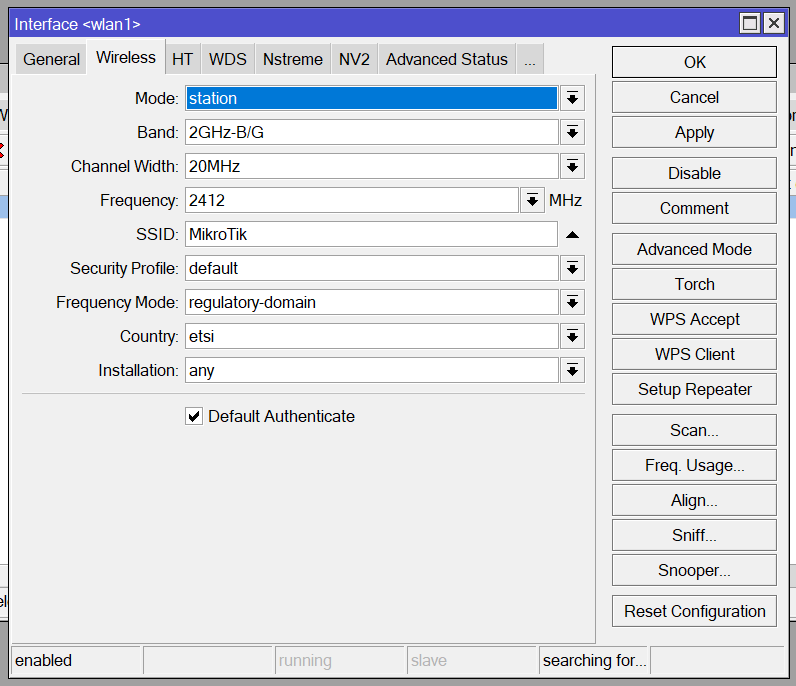 Interface <wlan1>
General Wireless HT WDS Nstreme NV2 Advanced Status ...
Mode: station
Band: 2GHz-B/G
Channel Width: 20MHz
Frequency: 2412 MHz
SSID: MikroTik
Security Profile: default
Frequency Mode: regulatory-domain
Country: etsi
Installation: any
Default Authenticate
OK
Cancel
Apply
Disable
Comment
Advanced Mode
Torch
WPS Accept
WPS Client
Setup Repeater
Scan...
Freq. Usage...
Align...
Sniff...
Snooper...
Reset Configuration
enabled running slave searching for...